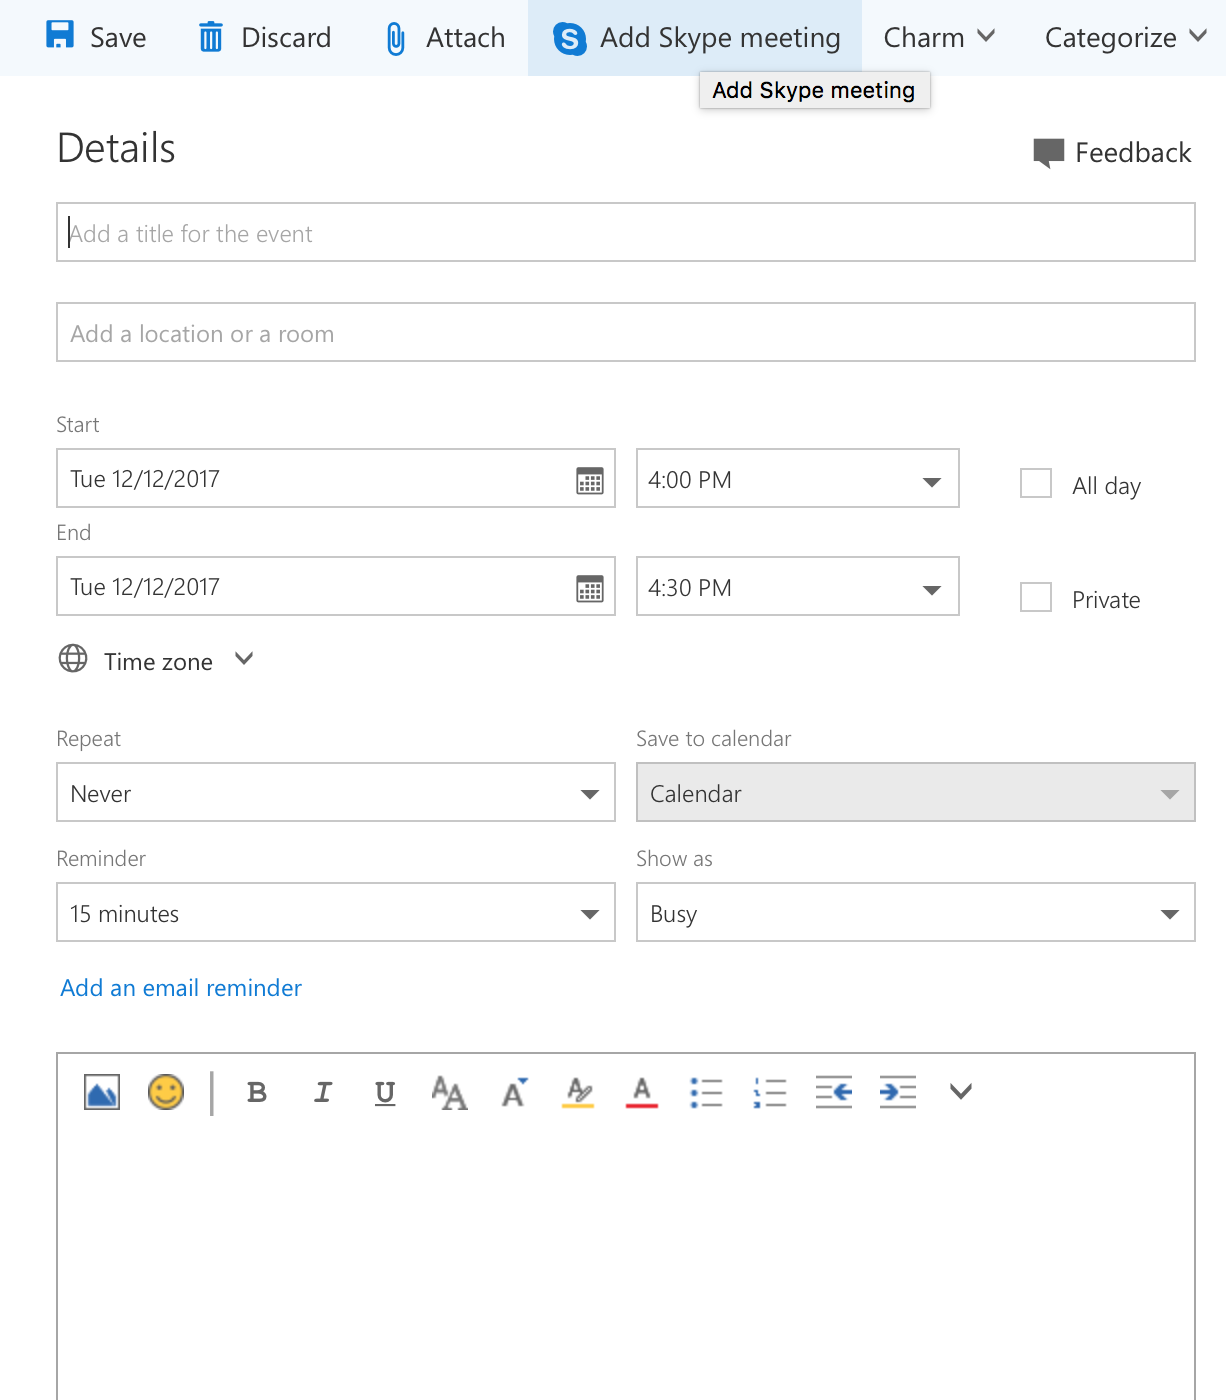 Save Discard Attach Add Skype meeting Charm Categorize
Add Skype meeting
Details
Feedback
Add a title for the event
Add a location or a room
Start
Tue 12/12/2017 4:00 PM All day
End
Tue 12/12/2017 4:30 PM Private
Time zone
Repeat Save to calendar
Never Calendar
Reminder Show as
15 minutes Busy
Add an email reminder
B I U AA A A A